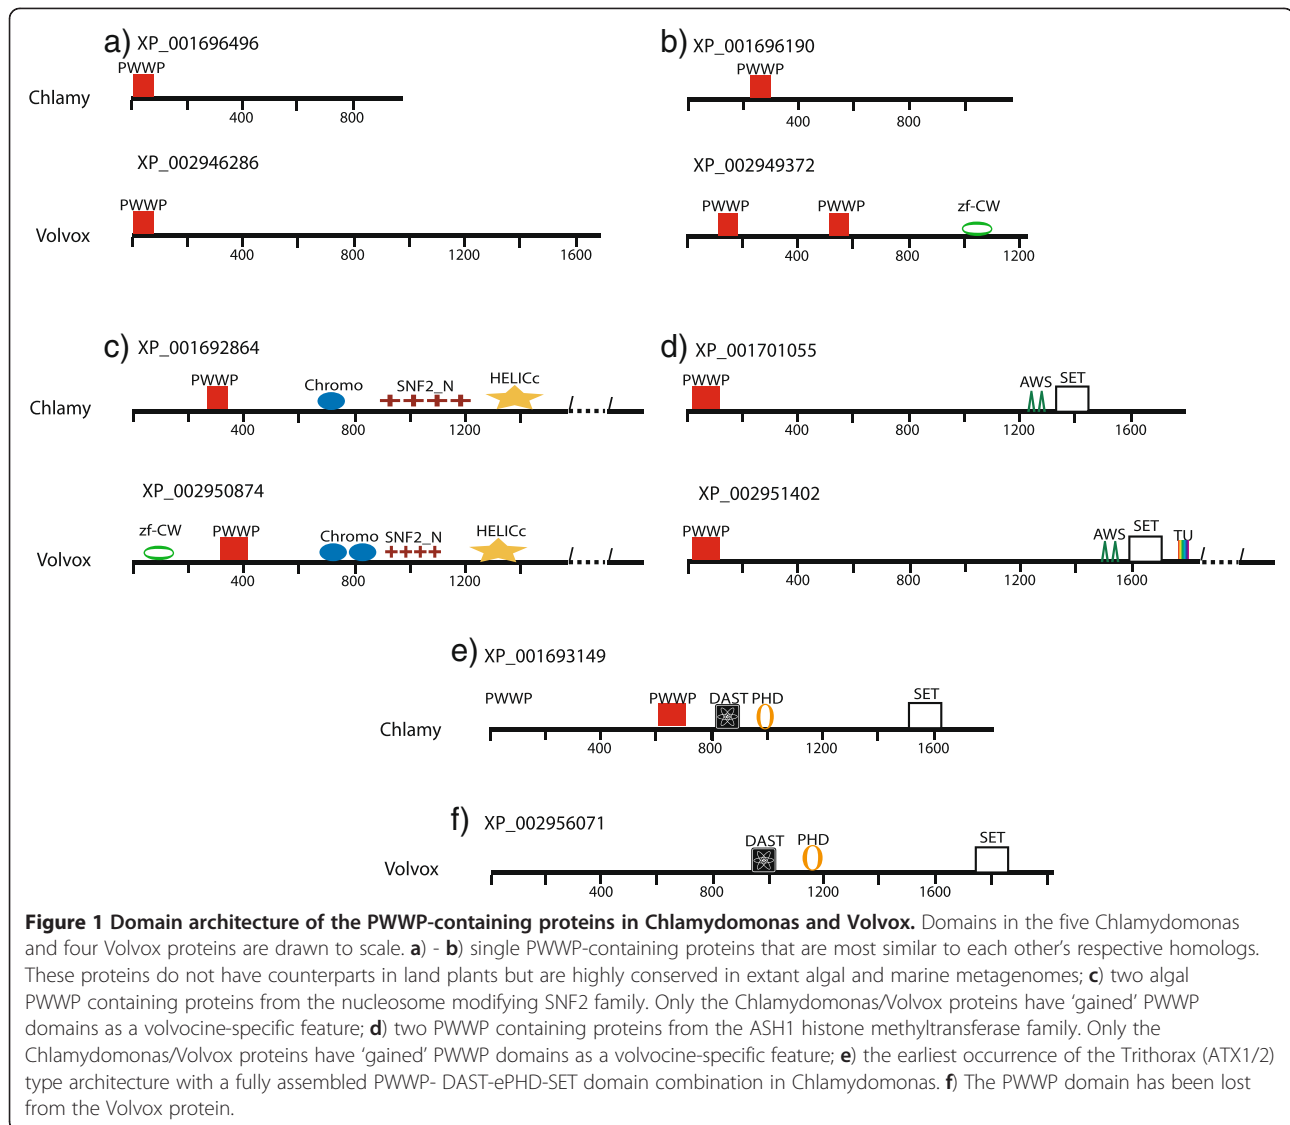 a) XP_001696496
PWWP
Chlamy
400 800
XP_002946286
PWWP
Volvox
400 800 1200 1600
b) XP_001696190
PWWP
400 800
XP_002949372
PWWP PWWP zf-CW
400 800 1200
c) XP_001692864
PWWP Chromo SNF2_N HELICc
Chlamy
400 800 1200
XP_002950874
zf-CW PWWP Chromo SNF2_N HELICc
Volvox
400 800 1200
d) XP_001701055
PWWP AWS SET
400 800 1200 1600
XP_002951402
PWWP AWS SET TU
400 800 1200 1600
e) XP_001693149
PWWP PWWP DAST PHD SET
Chlamy
400 800 1200 1600
f) XP_002956071
DAST PHD SET
Volvox
400 800 1200 1600
Figure 1 Domain architecture of the PWWP-containing proteins in Chlamydomonas and Volvox. Domains in the five Chlamydomonas
and four Volvox proteins are drawn to scale. a) - b) single PWWP-containing proteins that are most similar to each other's respective homologs.
These proteins do not have counterparts in land plants but are highly conserved in extant algal and marine metagenomes; c) two algal
PWWP containing proteins from the nucleosome modifying SNF2 family. Only the Chlamydomonas/Volvox proteins have 'gained' PWWP
domains as a volvocine-specific feature; d) two PWWP containing proteins from the ASH1 histone methyltransferase family. Only the
Chlamydomonas/Volvox proteins have 'gained' PWWP domains as a volvocine-specific feature; e) the earliest occurrence of the Trithorax (ATX1/2)
type architecture with a fully assembled PWWP- DAST-ePHD-SET domain combination in Chlamydomonas. f) The PWWP domain has been lost
from the Volvox protein.